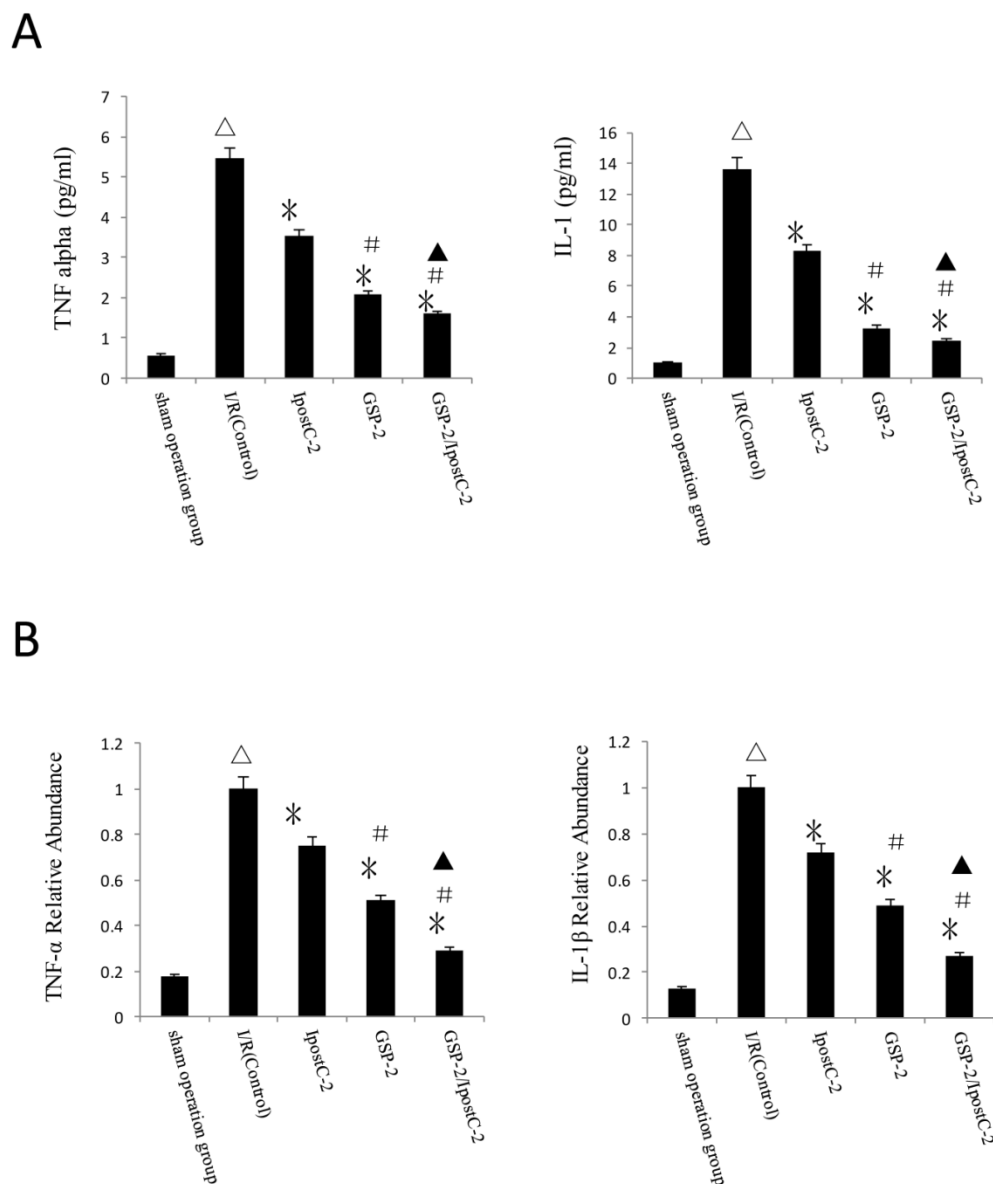 A
TNF alpha (pg/ml)
7
6
5
4
3
2
1
0
△
*
#
*
▲
#
*
sham operation group
I/R(Control)
IpostC-2
GSP-2
GSP-2/IpostC-2
IL-1 (pg/ml)
16
14
12
10
8
6
4
2
0
△
*
#
*
▲
#
*
sham operation group
I/R(Control)
IpostC-2
GSP-2
GSP-2/IpostC-2
B
TNF-α Relative Abundance
1.2
1
0.8
0.6
0.4
0.2
0
△
*
#
*
▲
#
*
sham operation group
I/R(Control)
IpostC-2
GSP-2
GSP-2/IpostC-2
IL-1β Relative Abundance
1.2
1
0.8
0.6
0.4
0.2
0
△
*
#
*
▲
#
*
sham operation group
I/R(Control)
IpostC-2
GSP-2
GSP-2/IpostC-2